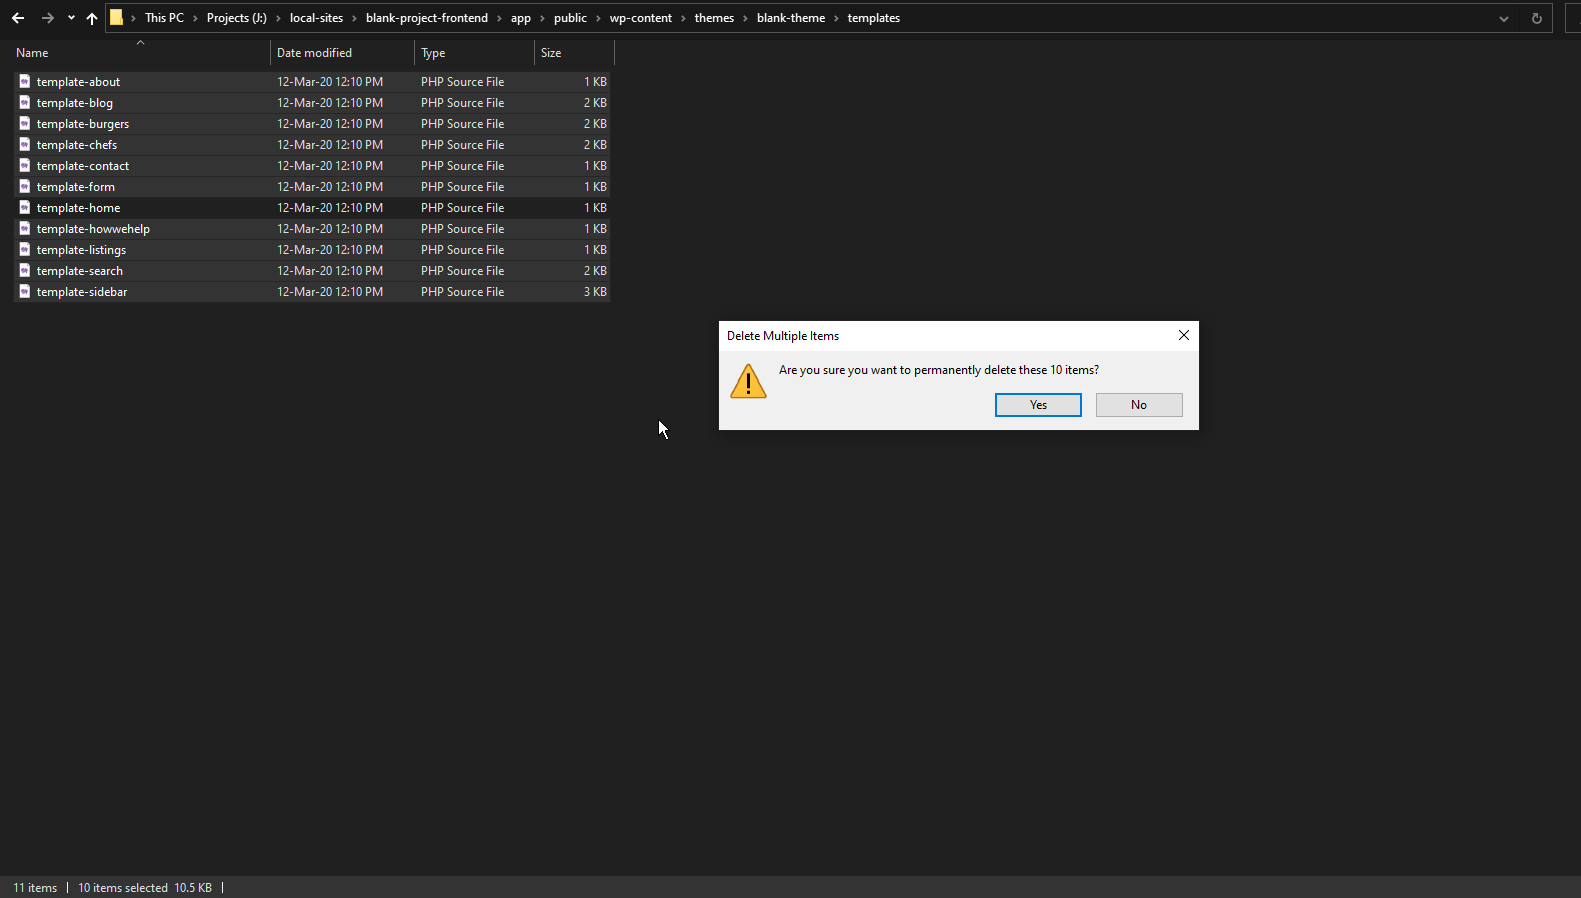 This PC > Projects (J:) > local-sites > blank-project-frontend > app > public > wp-content > themes > blank-theme > templates
Name Date modified Type Size
template-about 12-Mar-20 12:10 PM PHP Source File 1 KB
template-blog 12-Mar-20 12:10 PM PHP Source File 2 KB
template-burgers 12-Mar-20 12:10 PM PHP Source File 2 KB
template-chefs 12-Mar-20 12:10 PM PHP Source File 2 KB
template-contact 12-Mar-20 12:10 PM PHP Source File 1 KB
template-form 12-Mar-20 12:10 PM PHP Source File 1 KB
template-home 12-Mar-20 12:10 PM PHP Source File 1 KB
template-howwehelp 12-Mar-20 12:10 PM PHP Source File 1 KB
template-listings 12-Mar-20 12:10 PM PHP Source File 1 KB
template-search 12-Mar-20 12:10 PM PHP Source File 2 KB
template-sidebar 12-Mar-20 12:10 PM PHP Source File 3 KB
Delete Multiple Items
Are you sure you want to permanently delete these 10 items?
Yes No
11 items | 10 items selected 10.5 KB |